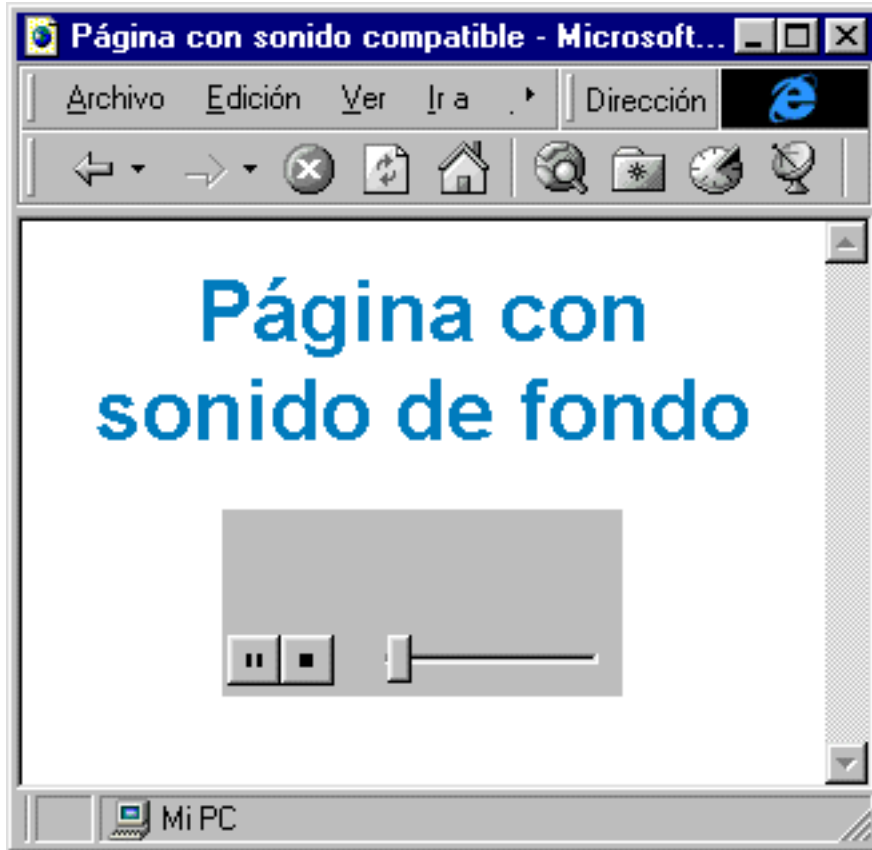 Página con sonido compatible - Microsoft...
Archivo Edición Ver Ir a Dirección
Página con
sonido de fondo
Mi PC